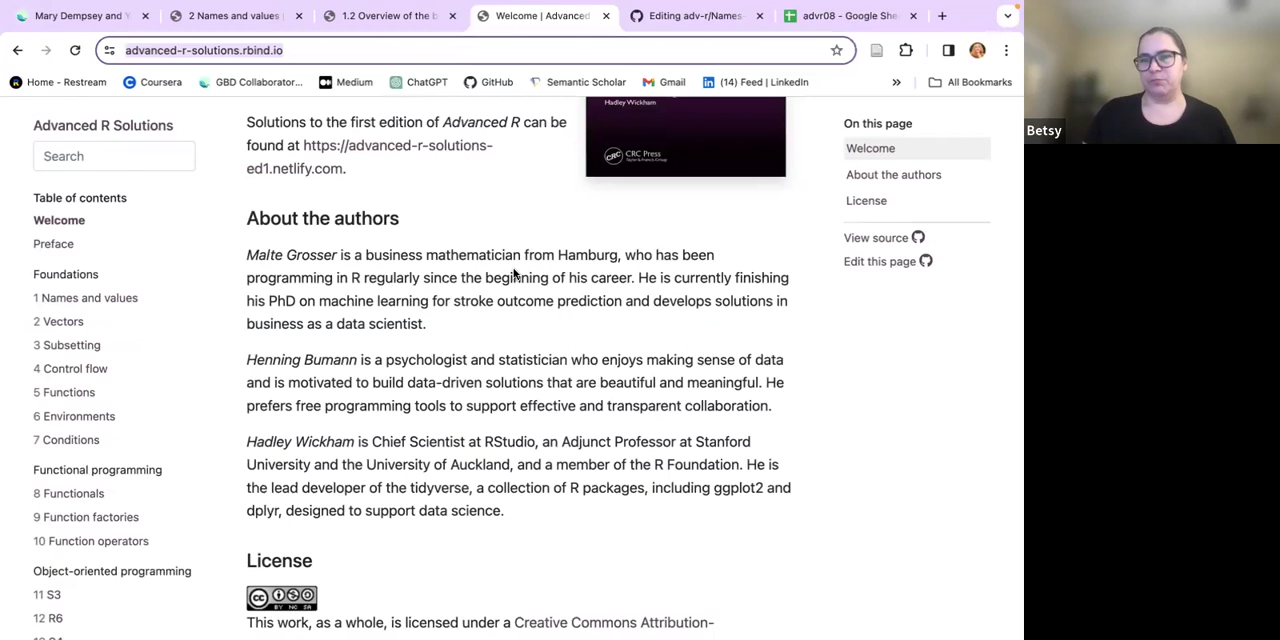 Mary Dempsey and Y
2 Names and values
1.2 Overview of the b
Welcome | Advanced
Editing adv-r/Names-
advr08 - Google She
advanced-r-solutions.rbind.io
Home - Restream
Coursera
GBD Collaborator...
Medium
ChatGPT
GitHub
Semantic Scholar
Gmail
(14) Feed | LinkedIn
»
All Bookmarks
Advanced R Solutions
Search
Table of contents
Welcome
Preface
Foundations
1 Names and values
2 Vectors
3 Subsetting
4 Control flow
5 Functions
6 Environments
7 Conditions
Functional programming
8 Functionals
9 Function factories
10 Function operators
Object-oriented programming
11 S3
12 R6
Solutions to the first edition of Advanced R can be
found at https://advanced-r-solutions-
ed1.netlify.com.
Hadley Wickham
CRC Press
Taylor & Francis Group
About the authors
Malte Grosser is a business mathematician from Hamburg, who has been
programming in R regularly since the beginning of his career. He is currently finishing
his PhD on machine learning for stroke outcome prediction and develops solutions in
business as a data scientist.
Henning Bumann is a psychologist and statistician who enjoys making sense of data
and is motivated to build data-driven solutions that are beautiful and meaningful. He
prefers free programming tools to support effective and transparent collaboration.
Hadley Wickham is Chief Scientist at RStudio, an Adjunct Professor at Stanford
University and the University of Auckland, and a member of the R Foundation. He is
the lead developer of the tidyverse, a collection of R packages, including ggplot2 and
dplyr, designed to support data science.
License
CC BY NC SA
This work, as a whole, is licensed under a Creative Commons Attribution-
On this page
Welcome
About the authors
License
View source
Edit this page
Betsy